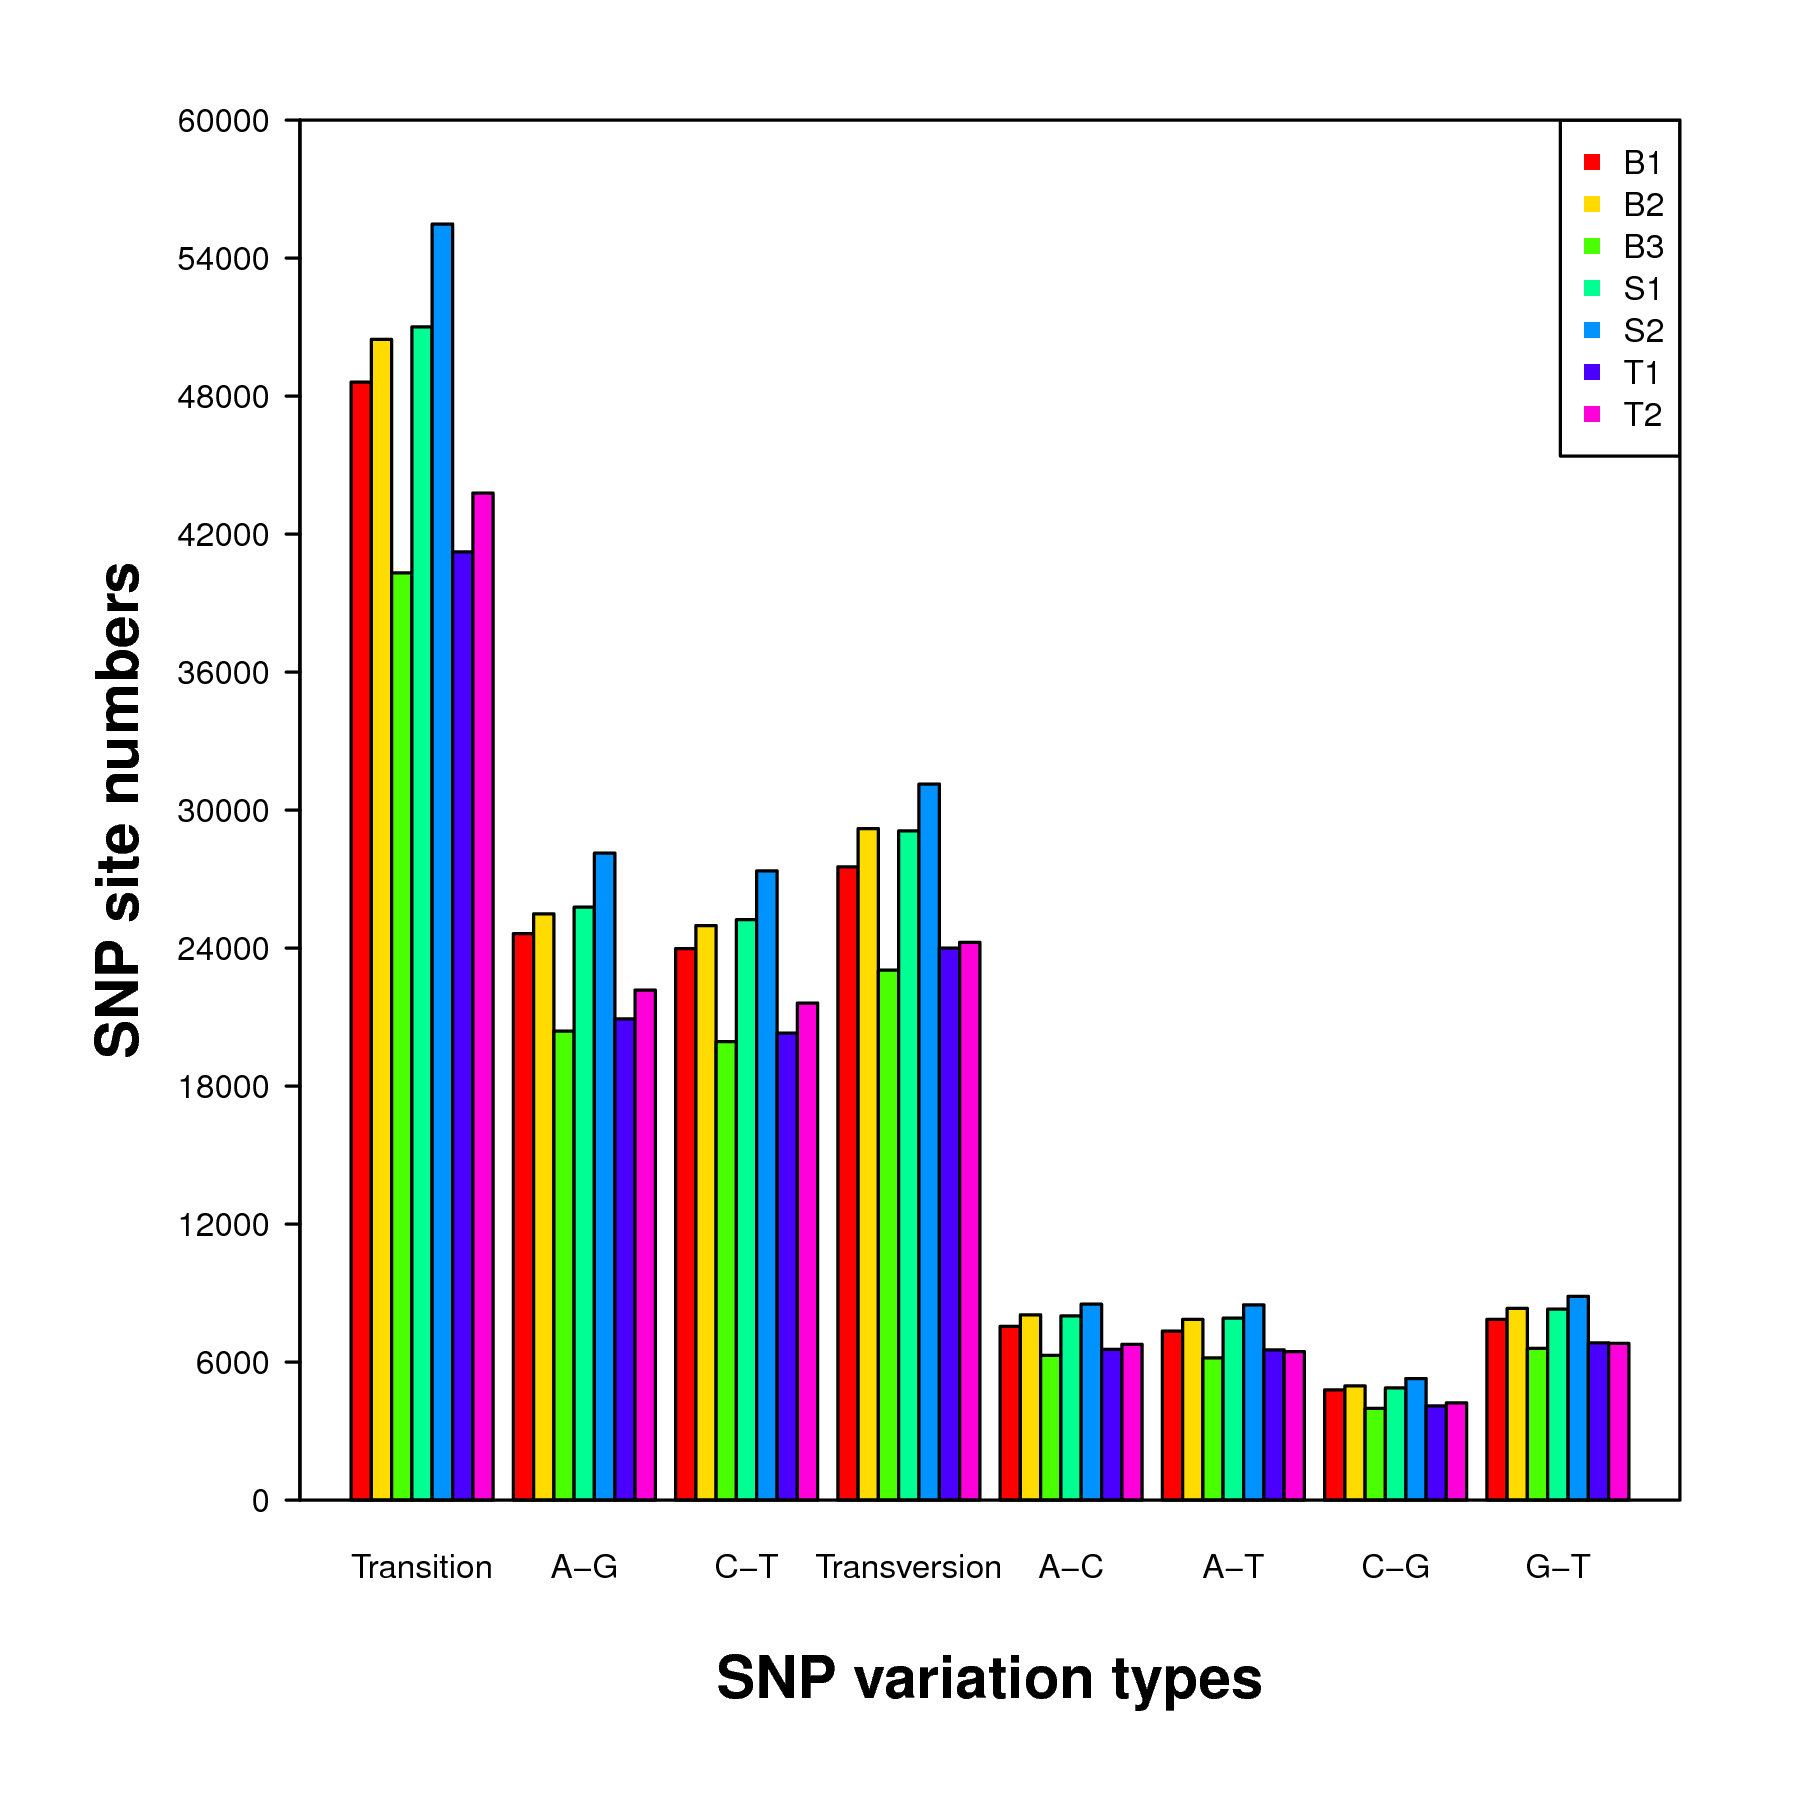 60000
54000
48000
42000
36000
30000
24000
18000
12000
6000
0
SNP site numbers
B1
B2
B3
S1
S2
T1
T2
Transition A–G C–T Transversion A–C A–T C–G G–T
SNP variation types